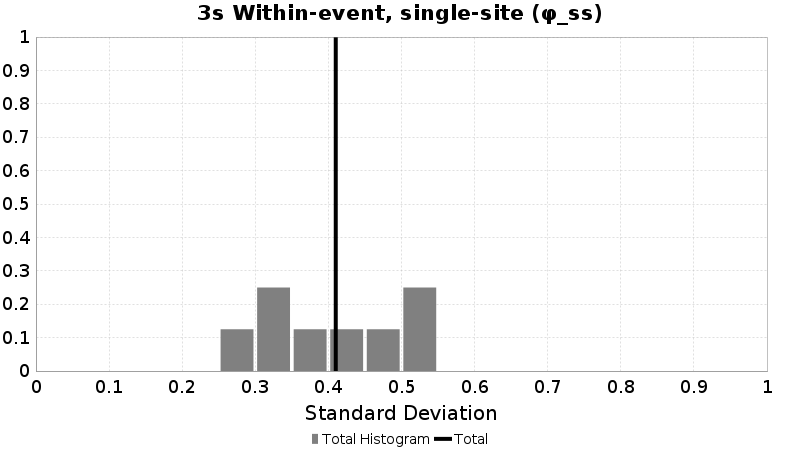 3s Within-event, single-site (φ_ss)
1
0.9
0.8
0.7
0.6
0.5
0.4
0.3
0.2
0.1
0
0 0.1 0.2 0.3 0.4 0.5 0.6 0.7 0.8 0.9 1
Standard Deviation
Total Histogram Total